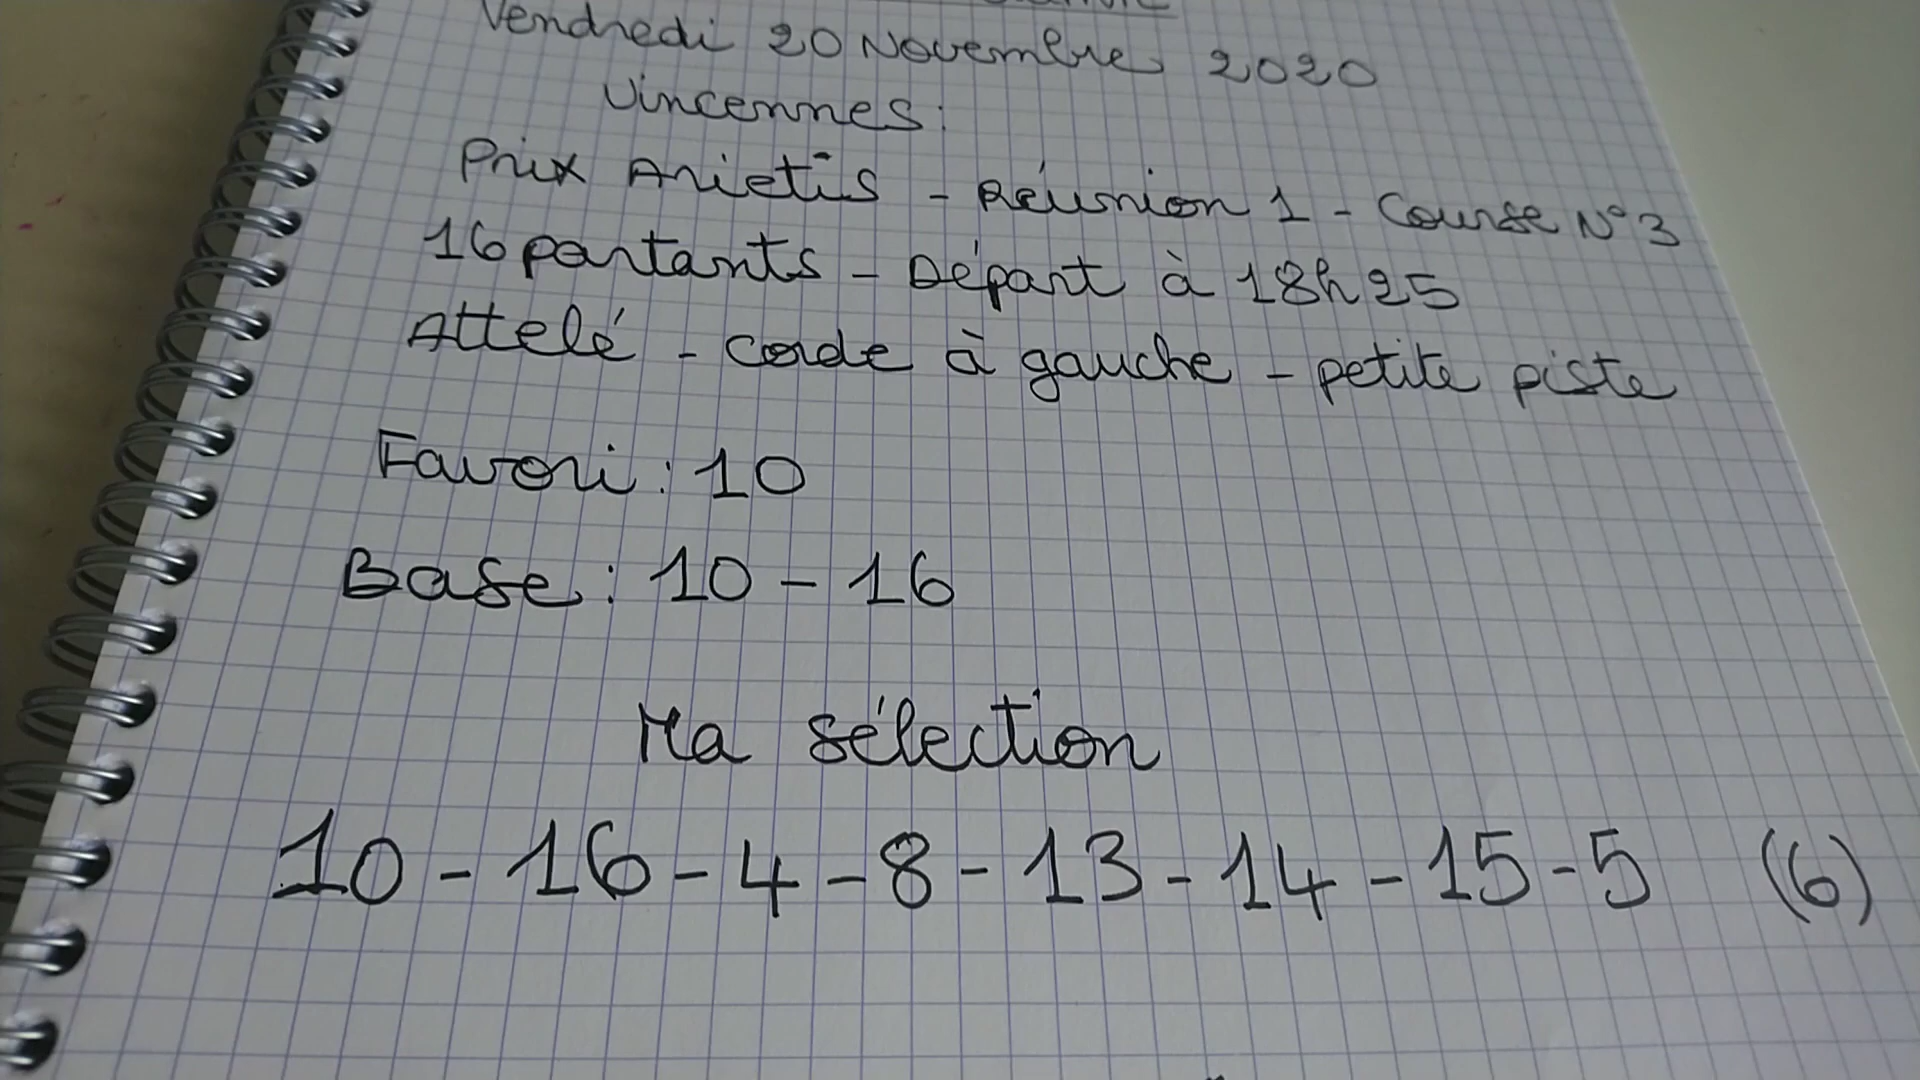 Vendredi 20 Novembre 2020
Vincennes:
Prix Arietis - Réunion 1 - Course N°3
16 partants - Départ à 18h25
Attelé - corde à gauche - petite piste
Favori: 10
Base: 10 - 16
Ma sélection
10 - 16 - 4 - 8 - 13 - 14 - 15 - 5 (6)